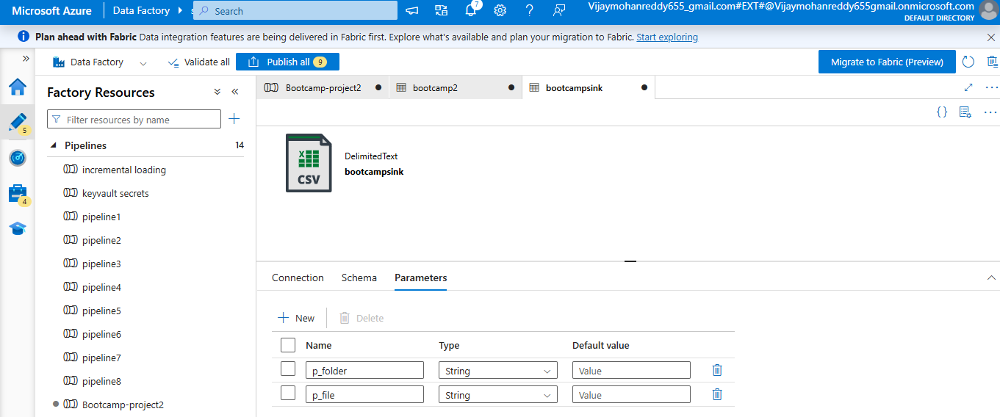 Microsoft Azure Data Factory Search 7 Vijaymohanreddy655_gmail.com#EXT#@Vijaymohanreddy655gmail.onmicrosoft.com
DEFAULT DIRECTORY
Plan ahead with Fabric Data integration features are being delivered in Fabric first. Explore what's available and plan your migration to Fabric. Start exploring
Data Factory Validate all Publish all 9 Migrate to Fabric (Preview)
Factory Resources
Bootcamp-project2 bootcamp2 bootcampsink
Filter resources by name
5
Pipelines 14
incremental loading
keyvault secrets
4
pipeline1
pipeline2
pipeline3
pipeline4
pipeline5
pipeline6
pipeline7
pipeline8
Bootcamp-project2
CSV
DelimitedText
bootcampsink
Connection Schema Parameters
New Delete
Name Type Default value
p_folder String Value
p_file String Value